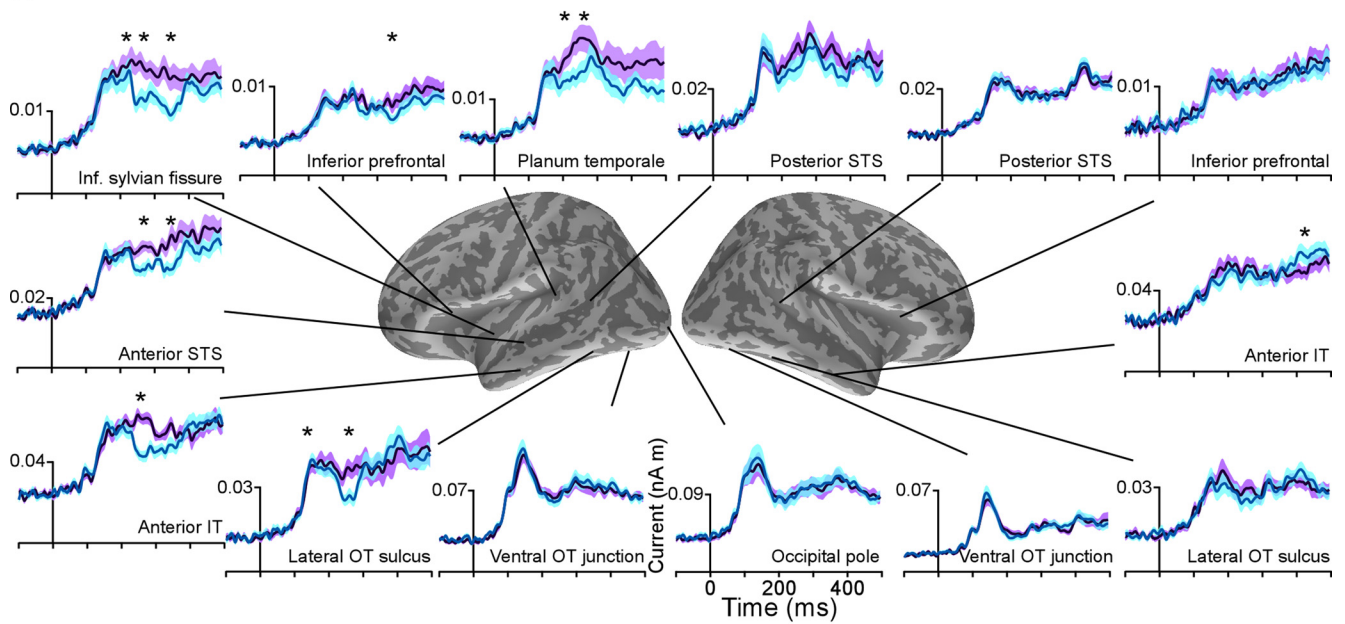 * * *
0.01
Inf. sylvian fissure
*
0.01
Inferior prefrontal
* *
0.01
Planum temporale
0.02
Posterior STS
0.02
Posterior STS
0.01
Inferior prefrontal
* *
0.02
Anterior STS
*
0.04
Anterior IT
*
0.04
Anterior IT
* *
0.03
Lateral OT sulcus
0.07
Ventral OT junction
Current (nA m)
0.09
Occipital pole
0 200 400
Time (ms)
0.07
Ventral OT junction
0.03
Lateral OT sulcus